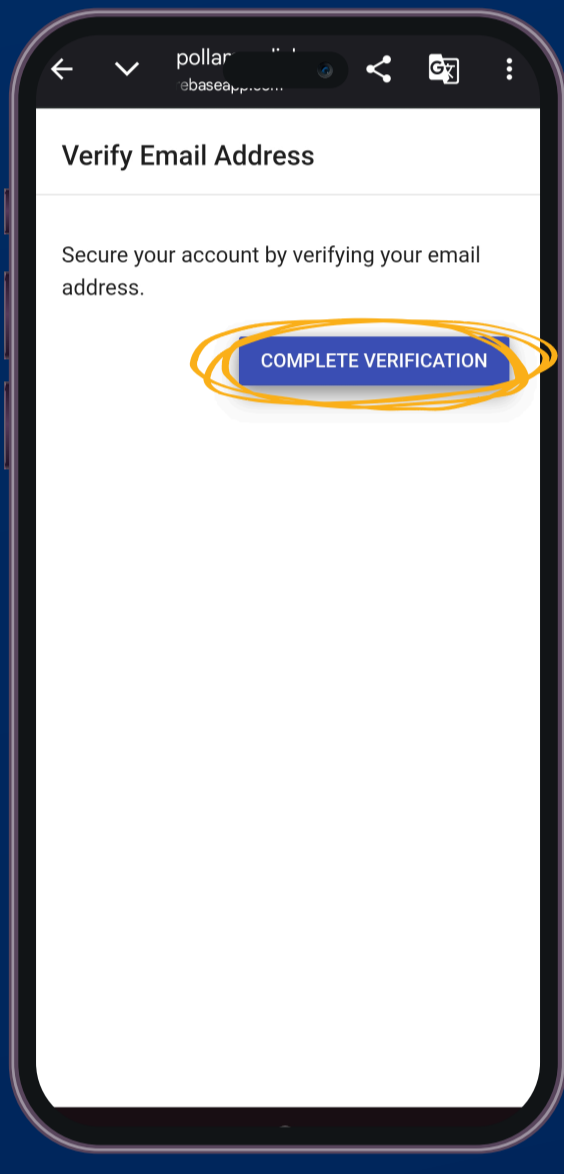 Verify Email Address
Secure your account by verifying your email
address.
COMPLETE VERIFICATION